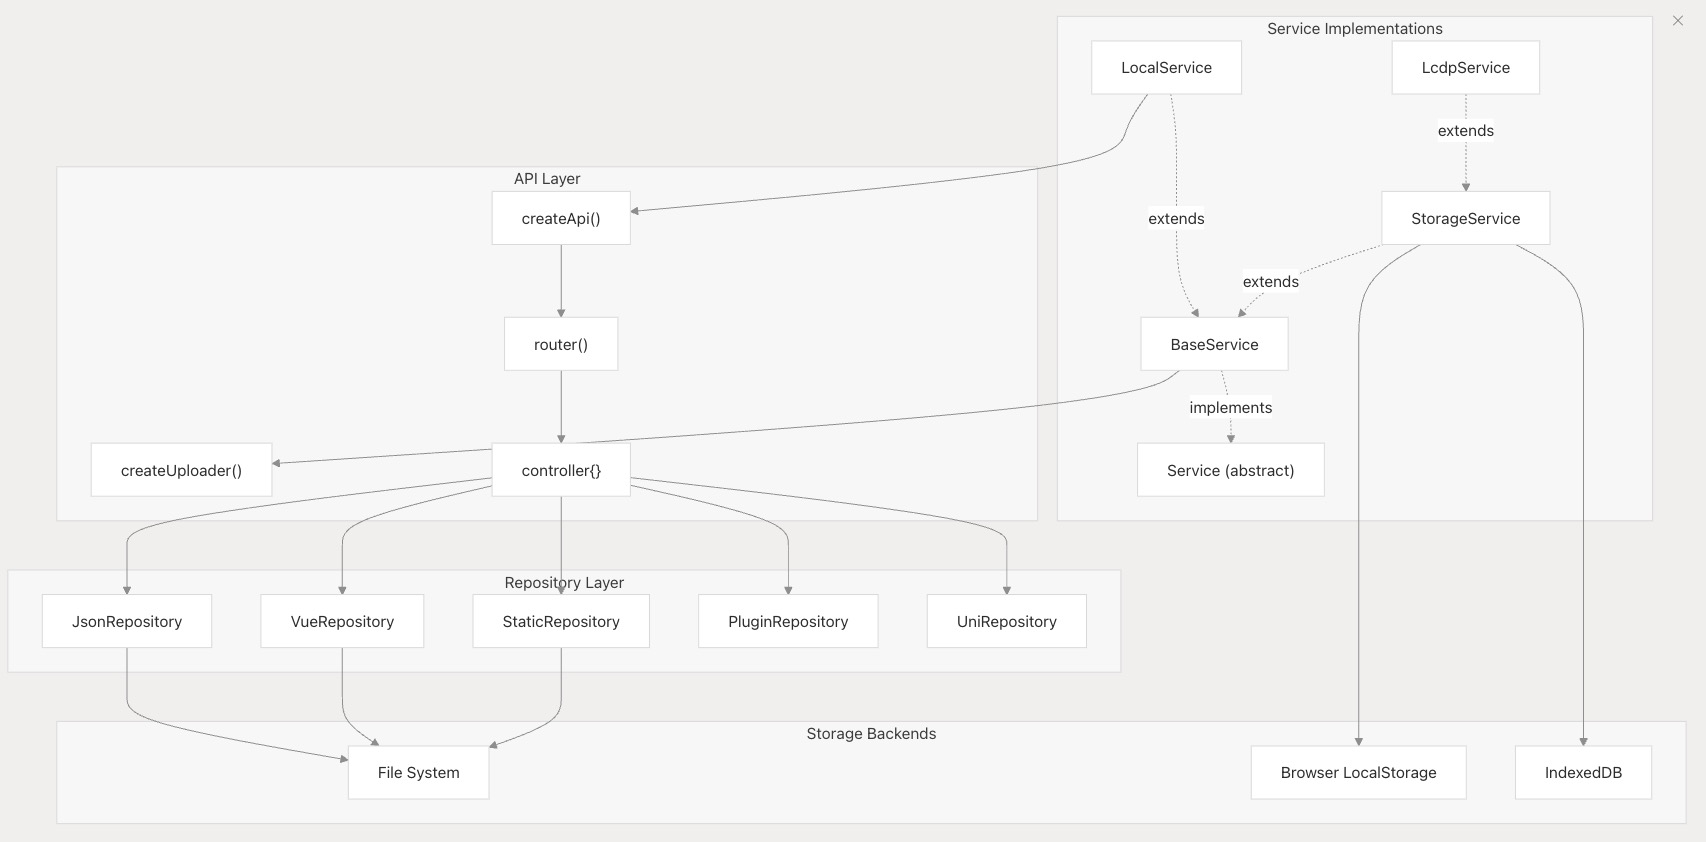 Service Implementations
LocalService
LcdpService
extends
API Layer
createApi()
extends
StorageService
extends
router()
BaseService
implements
createUploader()
controller{}
Service (abstract)
Repository Layer
JsonRepository
VueRepository
StaticRepository
PluginRepository
UniRepository
Storage Backends
File System
Browser LocalStorage
IndexedDB